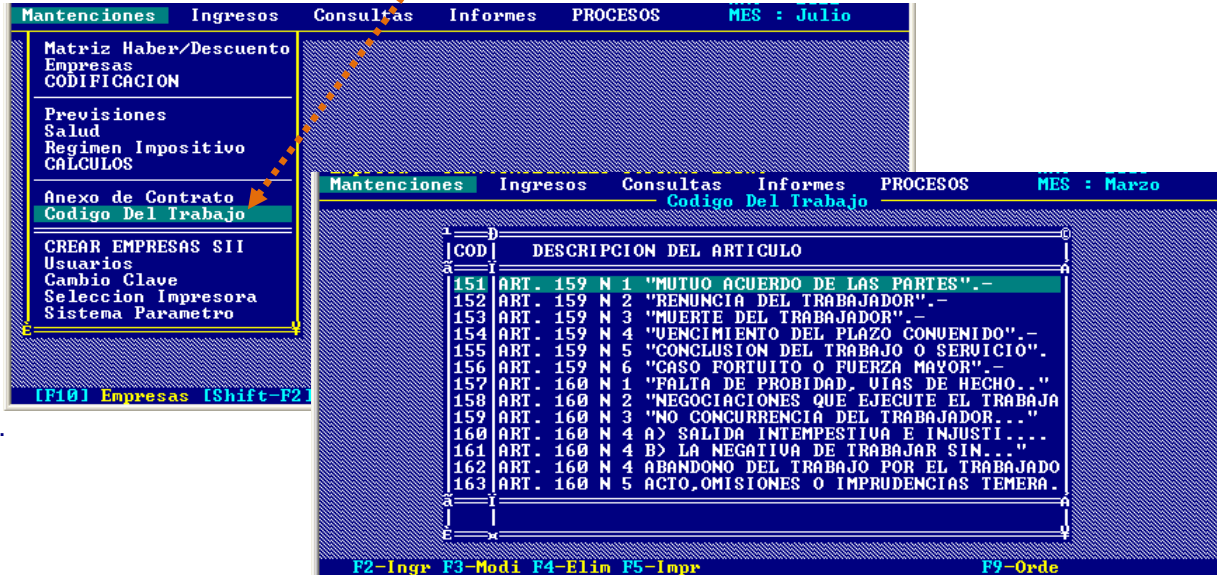 Mantenciones Ingresos Consultas Informes PROCESOS MES : Julio
Matriz Haber/Descuento
Empresas
CODIFICACION
Previsiones
Salud
Regimen Impositivo
CALCULOS
Anexo de Contrato
Codigo Del Trabajo
CREAR EMPRESAS SII
Usuarios
Cambio Clave
Seleccion Impresora
Sistema Parametro
[F10] Empresas [Shift-F2]
Mantenciones Ingresos Consultas Informes PROCESOS MES : Marzo
Codigo Del Trabajo
COD DESCRIPCION DEL ARTICULO
151 ART. 159 N 1 "MUTUO ACUERDO DE LAS PARTES".-
152 ART. 159 N 2 "RENUNCIA DEL TRABAJADOR".-
153 ART. 159 N 3 "MUERTE DEL TRABAJADOR".-
154 ART. 159 N 4 "VENCIMIENTO DEL PLAZO CONVENIDO".-
155 ART. 159 N 5 "CONCLUSION DEL TRABAJO O SERVICIO".
156 ART. 159 N 6 "CASO FORTUITO O FUERZA MAYOR".-
157 ART. 160 N 1 "FALTA DE PROBIDAD, VIAS DE HECHO.."
158 ART. 160 N 2 "NEGOCIACIONES QUE EJECUTE EL TRABAJA
159 ART. 160 N 3 "NO CONCURRENCIA DEL TRABAJADOR..."
160 ART. 160 N 4 A) SALIDA INTEMPESTIVA E INJUSTI....
161 ART. 160 N 4 B) LA NEGATIVA DE TRABAJAR SIN..."
162 ART. 160 N 4 ABANDONO DEL TRABAJO POR EL TRABAJADO
163 ART. 160 N 5 ACTO,OMISIONES O IMPRUDENCIAS TEMERA.
F2-Ingr F3-Modi F4-Elim F5-Impr F9-Orde